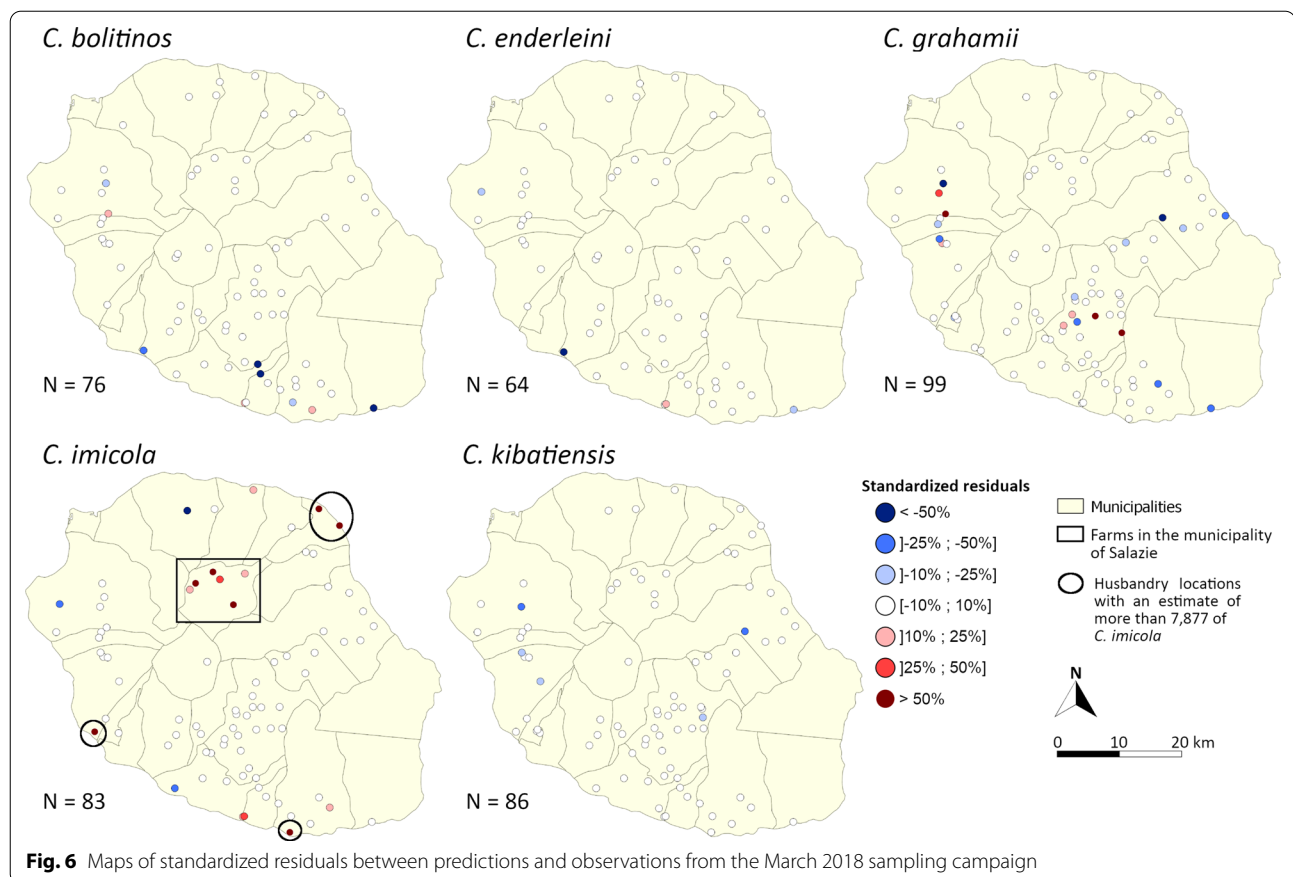 C. bolitinos
C. enderleini
C. grahamii
N = 76
N = 64
N = 99
C. imicola
C. kibatiensis
N = 83
N = 86
Standardized residuals
< -50%
]-25% ; -50%]
]-10% ; -25%]
[-10% ; 10%]
]10% ; 25%]
]25% ; 50%]
> 50%
Municipalities
Farms in the municipality
of Salazie
Husbandry locations
with an estimate of
more than 7,877 of
C. imicola
N
0 10 20 km
Fig. 6 Maps of standardized residuals between predictions and observations from the March 2018 sampling campaign